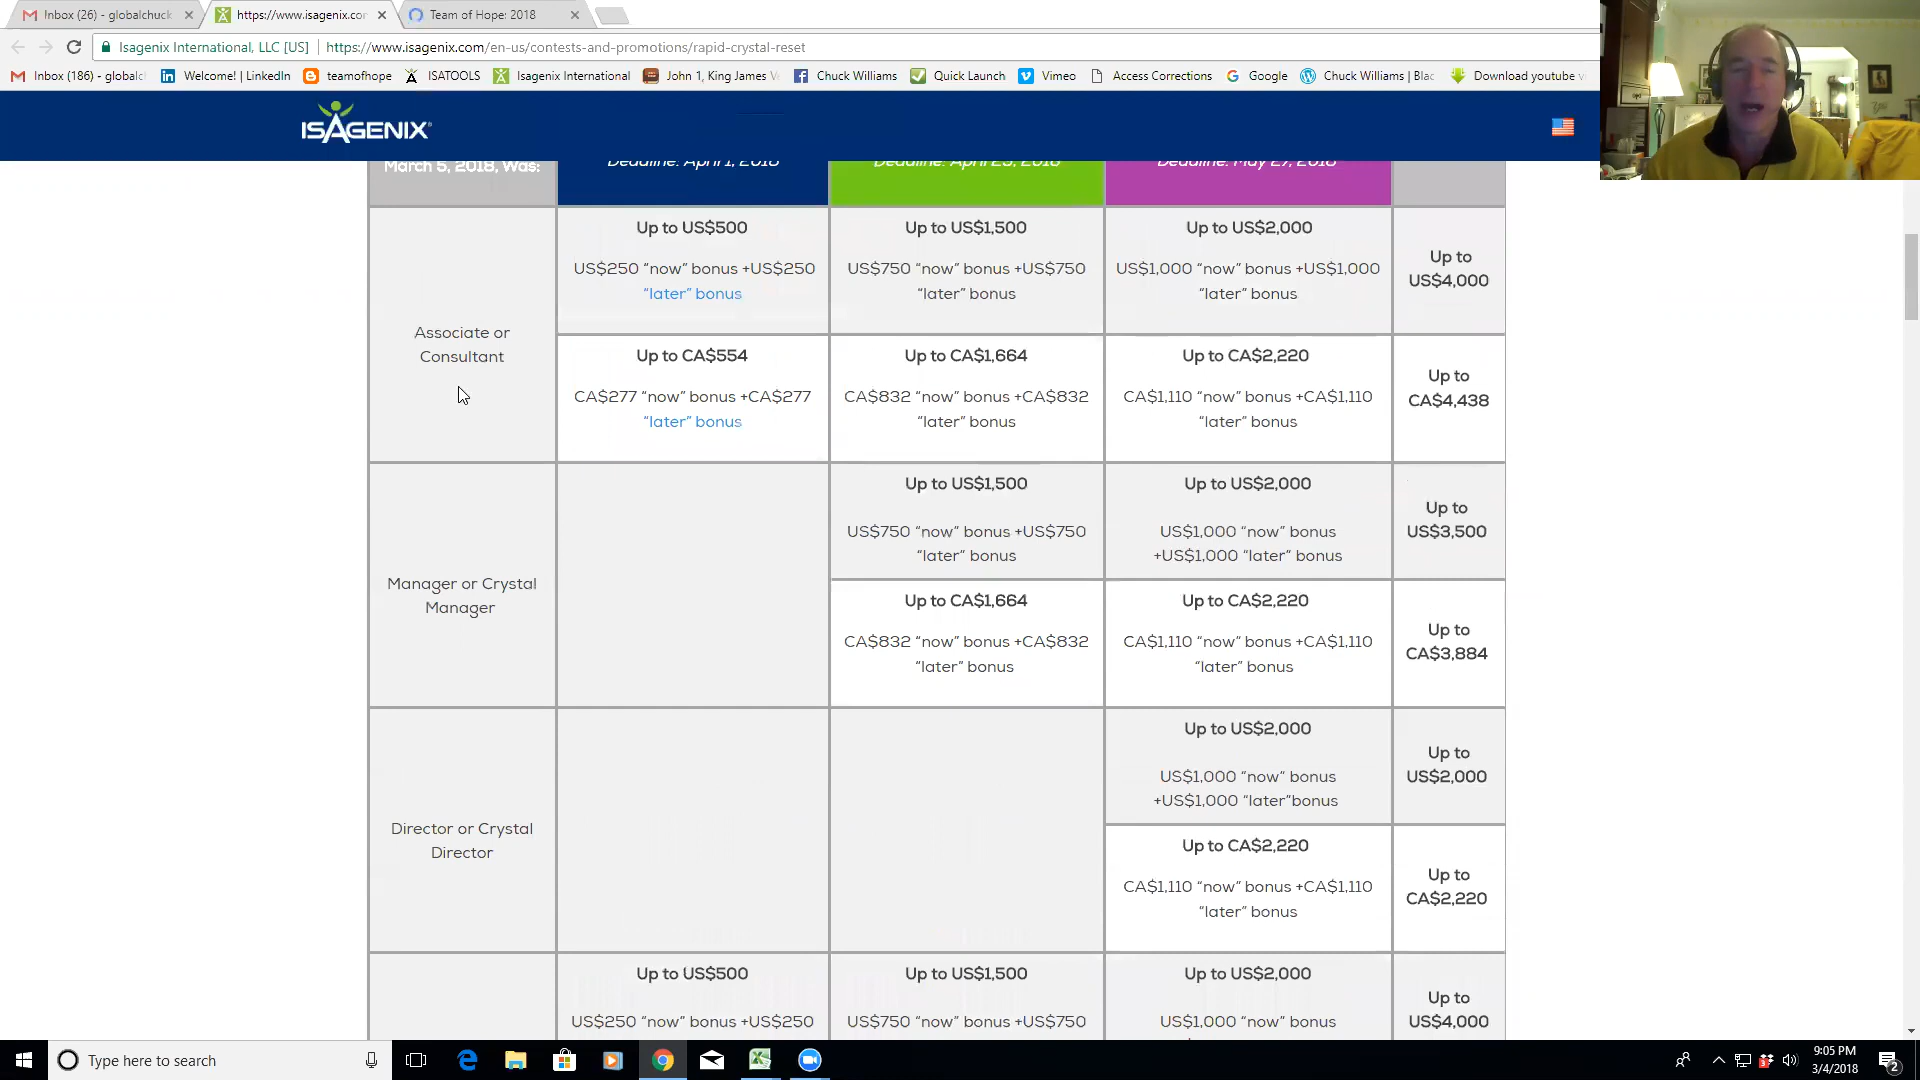 Inbox (26) - globalchuck
https://www.isagenix.cor
Team of Hope: 2018
Isagenix International, LLC [US]
https://www.isagenix.com/en-us/contests-and-promotions/rapid-crystal-reset
Inbox (186) - globalc
Welcome! | LinkedIn
teamofhope
ISATOOLS
Isagenix International
John 1, King James V
Chuck Williams
Quick Launch
Vimeo
Access Corrections
Google
Chuck Williams | Blac
Download youtube v
ISAGENIX
March 5, 2018, Was:
Deadline: April 1, 2018
Deadline: May 27, 2018
Associate or
Consultant
Up to US$500
US$250 “now” bonus +US$250
“later” bonus
Up to US$1,500
US$750 “now” bonus +US$750
“later” bonus
Up to US$2,000
US$1,000 “now” bonus +US$1,000
“later” bonus
Up to
US$4,000
Up to CA$554
CA$277 “now” bonus +CA$277
“later” bonus
Up to CA$1,664
CA$832 “now” bonus +CA$832
“later” bonus
Up to CA$2,220
CA$1,110 “now” bonus +CA$1,110
“later” bonus
Up to
CA$4,438
Manager or Crystal
Manager
Up to US$1,500
US$750 “now” bonus +US$750
“later” bonus
Up to US$2,000
US$1,000 “now” bonus
+US$1,000 “later” bonus
Up to
US$3,500
Up to CA$1,664
CA$832 “now” bonus +CA$832
“later” bonus
Up to CA$2,220
CA$1,110 “now” bonus +CA$1,110
“later” bonus
Up to
CA$3,884
Director or Crystal
Director
Up to US$2,000
US$1,000 “now” bonus
+US$1,000 “later”bonus
Up to
US$2,000
Up to CA$2,220
CA$1,110 “now” bonus +CA$1,110
“later” bonus
Up to
CA$2,220
Up to US$500
US$250 “now” bonus +US$250
Up to US$1,500
US$750 “now” bonus +US$750
Up to US$2,000
US$1,000 “now” bonus
Up to
US$4,000
Type here to search
9:05 PM
3/4/2018
2